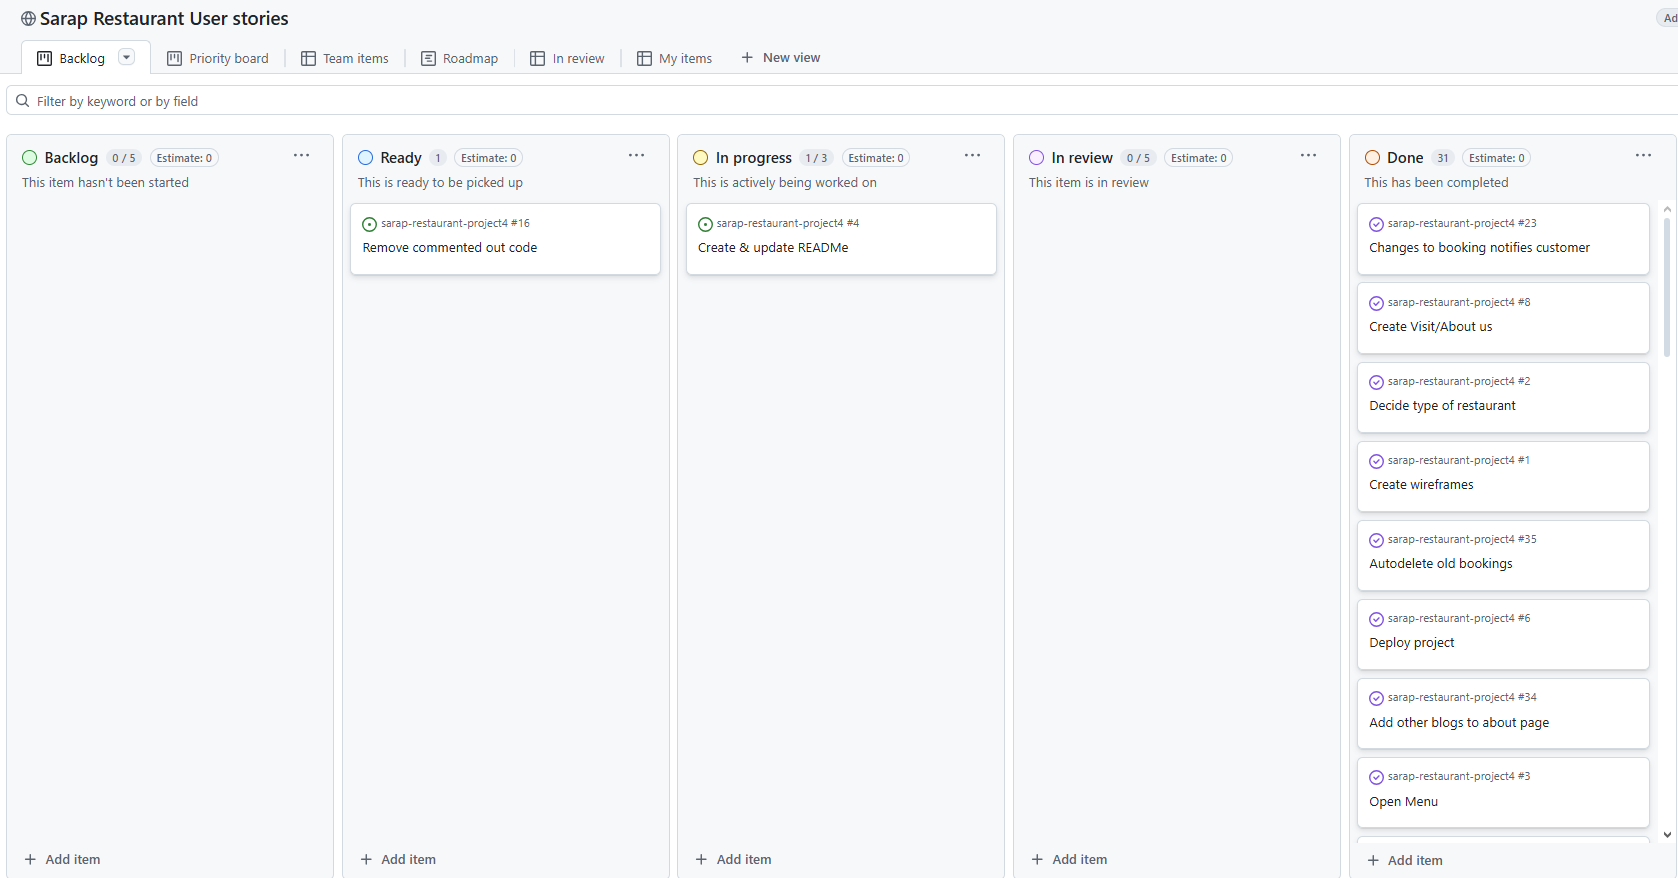 Sarap Restaurant User stories
Backlog
Priority board
Team items
Roadmap
In review
My items
New view
Filter by keyword or by field
Backlog 0 / 5 Estimate: 0
This item hasn't been started
Add item
Ready 1 Estimate: 0
This is ready to be picked up
sarap-restaurant-project4 #16
Remove commented out code
Add item
In progress 1 / 3 Estimate: 0
This is actively being worked on
sarap-restaurant-project4 #4
Create & update READMe
Add item
In review 0 / 5 Estimate: 0
This item is in review
Add item
Done 31 Estimate: 0
This has been completed
sarap-restaurant-project4 #23
Changes to booking notifies customer
sarap-restaurant-project4 #8
Create Visit/About us
sarap-restaurant-project4 #2
Decide type of restaurant
sarap-restaurant-project4 #1
Create wireframes
sarap-restaurant-project4 #35
Autodelete old bookings
sarap-restaurant-project4 #6
Deploy project
sarap-restaurant-project4 #34
Add other blogs to about page
sarap-restaurant-project4 #3
Open Menu
Add item